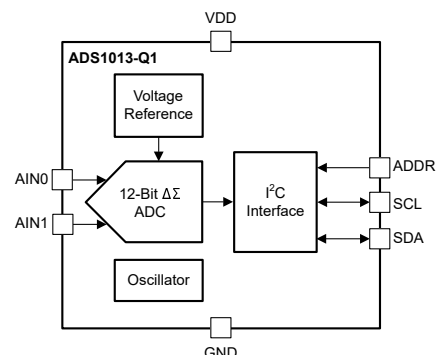 VDD
ADS1013-Q1
Voltage
Reference
AIN0
12-Bit ΔΣ
ADC
AIN1
I²C
Interface
ADDR
SCL
SDA
Oscillator
GND